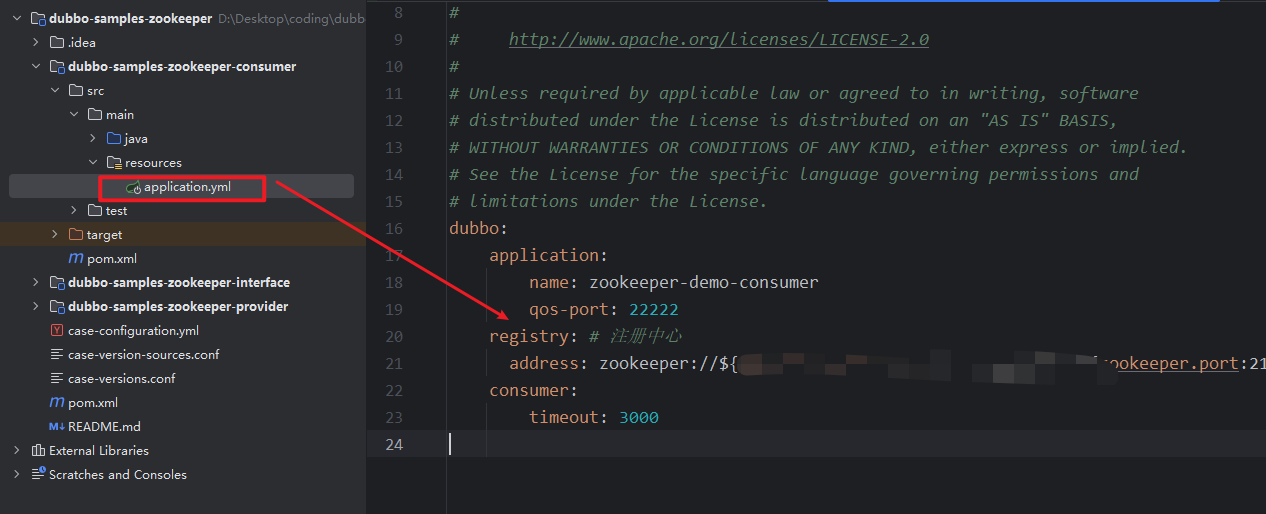 dubbo-samples-zookeeper D:\Desktop\coding\dubb
.idea
dubbo-samples-zookeeper-consumer
src
main
java
resources
application.yml
test
target
pom.xml
dubbo-samples-zookeeper-interface
dubbo-samples-zookeeper-provider
case-configuration.yml
case-version-sources.conf
case-versions.conf
pom.xml
README.md
External Libraries
Scratches and Consoles
8 #
9 # http://www.apache.org/licenses/LICENSE-2.0
10 #
11 # Unless required by applicable law or agreed to in writing, software
12 # distributed under the License is distributed on an "AS IS" BASIS,
13 # WITHOUT WARRANTIES OR CONDITIONS OF ANY KIND, either express or implied.
14 # See the License for the specific language governing permissions and
15 # limitations under the License.
16 dubbo:
17 application:
18 name: zookeeper-demo-consumer
19 qos-port: 22222
20 registry: # 注册中心
21 address: zookeeper://${ zookeeper.port:21
22 consumer:
23 timeout: 3000
24